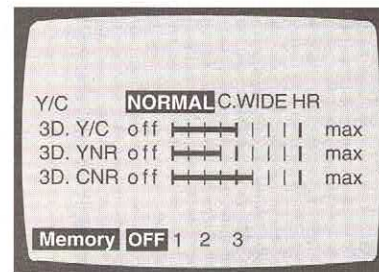 Y/C NORMAL C.WIDE HR
3D. Y/C off max
3D. YNR off max
3D. CNR off max
Memory OFF 1 2 3